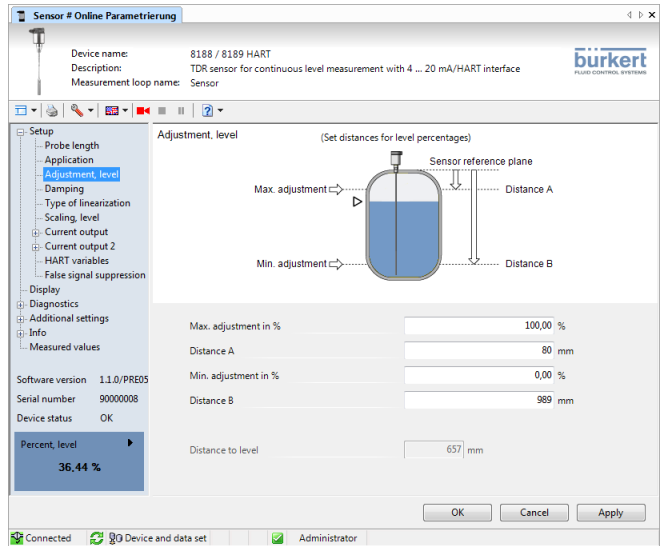 Sensor # Online Parametrierung
Device name: 8188 / 8189 HART
Description: TDR sensor for continuous level measurement with 4 ... 20 mA/HART interface
Measurement loop name: Sensor
bürkert
FLUID CONTROL SYSTEMS
Setup
Probe length
Application
Adjustment, level
Damping
Type of linearization
Scaling, level
Current output
Current output 2
HART variables
False signal suppression
Display
Diagnostics
Additional settings
Info
Measured values
Software version 1.1.0/PRE05
Serial number 90000008
Device status OK
Percent, level
36,44 %
Adjustment, level (Set distances for level percentages)
Sensor reference plane
Max. adjustment Distance A
Min. adjustment Distance B
Max. adjustment in % 100,00 %
Distance A 80 mm
Min. adjustment in % 0,00 %
Distance B 989 mm
Distance to level 657 mm
OK Cancel Apply
Connected Device and data set Administrator